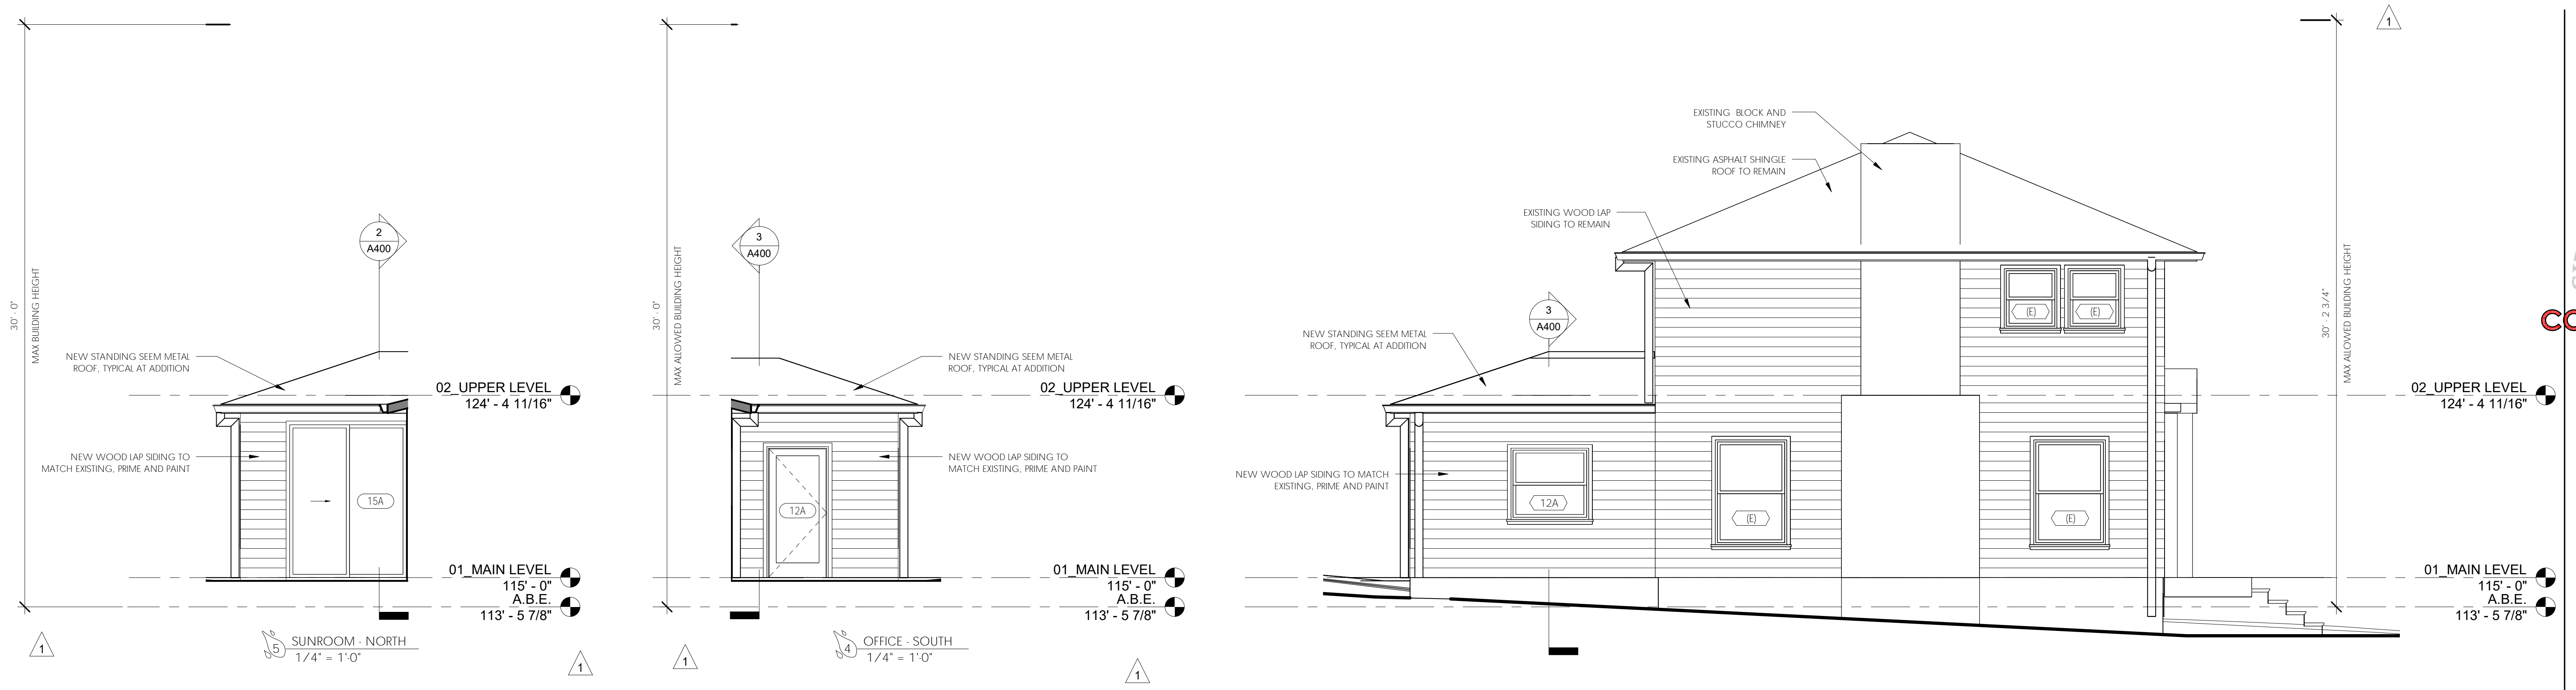 30' - 0"
MAX BUILDING HEIGHT
2
A400
NEW STANDING SEEM METAL
ROOF, TYPICAL AT ADDITION
02_UPPER LEVEL
124' - 4 11/16"
NEW WOOD LAP SIDING TO
MATCH EXISTING, PRIME AND PAINT
15A
01_MAIN LEVEL
115' - 0"
A.B.E.
113' - 5 7/8"
1
5
SUNROOM - NORTH
1/4" = 1'-0"
1
30' - 0"
MAX ALLOWED BUILDING HEIGHT
3
A400
NEW STANDING SEEM METAL
ROOF, TYPICAL AT ADDITION
02_UPPER LEVEL
124' - 4 11/16"
NEW WOOD LAP SIDING TO
MATCH EXISTING, PRIME AND PAINT
12A
01_MAIN LEVEL
115' - 0"
A.B.E.
113' - 5 7/8"
1
4
OFFICE - SOUTH
1/4" = 1'-0"
1
1
EXISTING BLOCK AND
STUCCO CHIMNEY
EXISTING ASPHALT SHINGLE
ROOF TO REMAIN
EXISTING WOOD LAP
SIDING TO REMAIN
3
A400
NEW STANDING SEEM METAL
ROOF, TYPICAL AT ADDITION
(E)
(E)
30' - 2 3/4"
MAX ALLOWED BUILDING HEIGHT
02_UPPER LEVEL
124' - 4 11/16"
NEW WOOD LAP SIDING TO MATCH
EXISTING, PRIME AND PAINT
12A
(E)
(E)
01_MAIN LEVEL
115' - 0"
A.B.E.
113' - 5 7/8"
CO